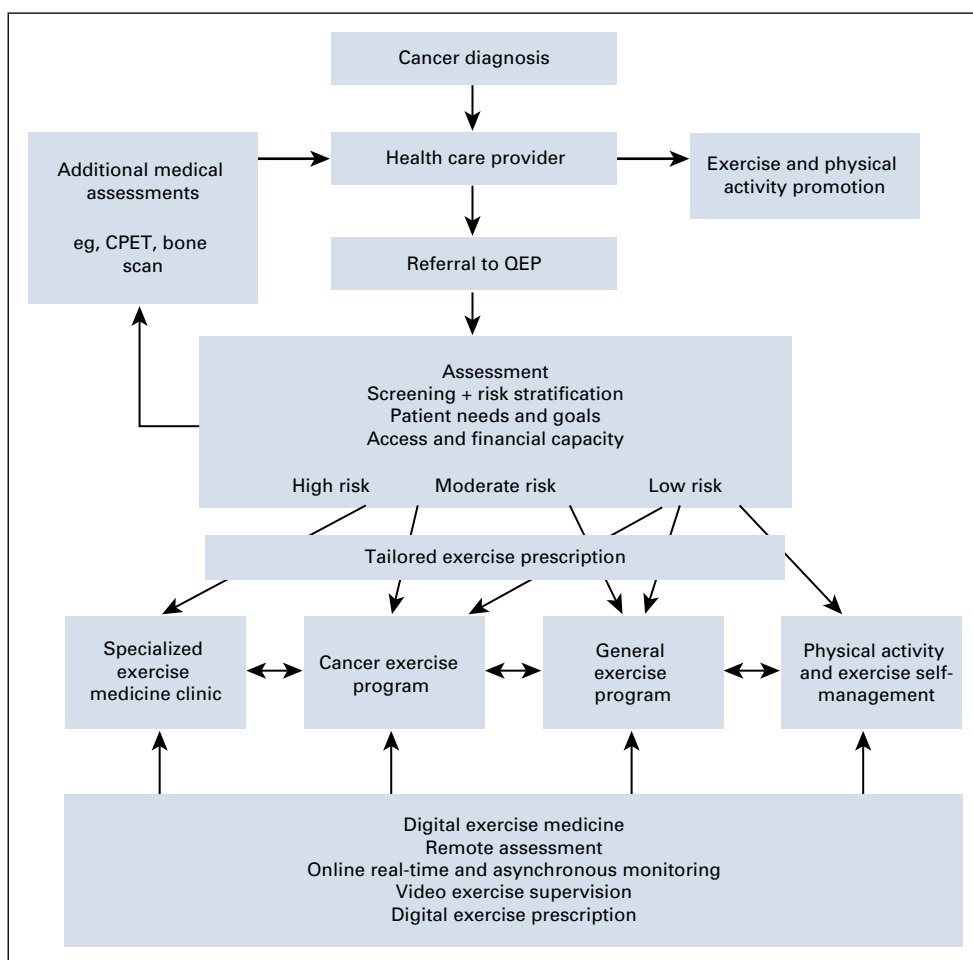 Cancer diagnosis
Health care provider
Additional medical
assessments
eg, CPET, bone
scan
Exercise and physical
activity promotion
Referral to QEP
Assessment
Screening + risk stratification
Patient needs and goals
Access and financial capacity
High risk
Moderate risk
Low risk
Tailored exercise prescription
Specialized
exercise
medicine clinic
Cancer exercise
program
General
exercise
program
Physical activity
and exercise self-
management
Digital exercise medicine
Remote assessment
Online real-time and asynchronous monitoring
Video exercise supervision
Digital exercise prescription